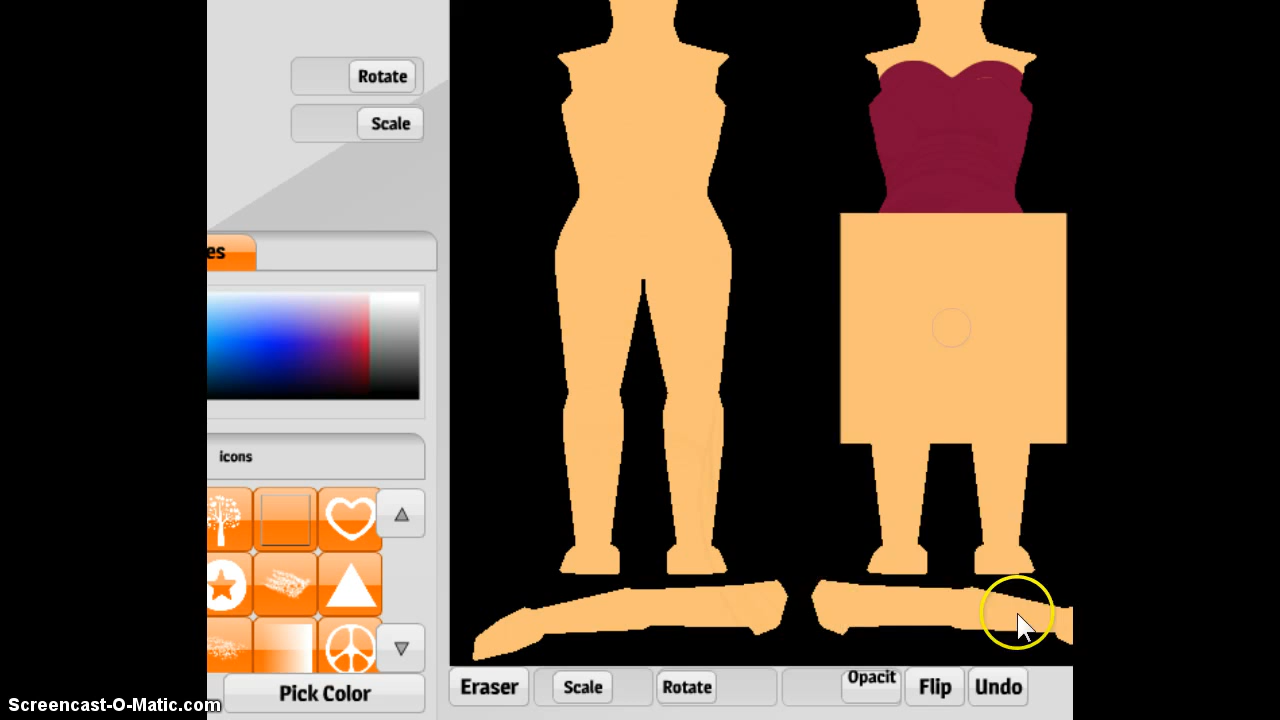 Rotate
Scale
es
icons
Pick Color
Eraser
Scale
Rotate
Opacit
Flip
Undo
Screencast-O-Matic.com